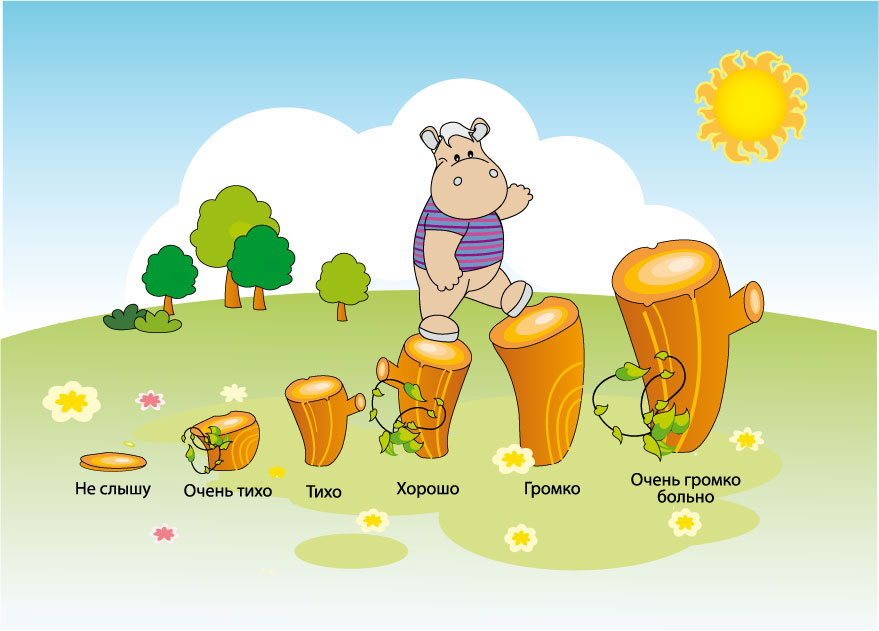 Не слышу
Очень тихо
Тихо
Хорошо
Громко
Очень громко
больно